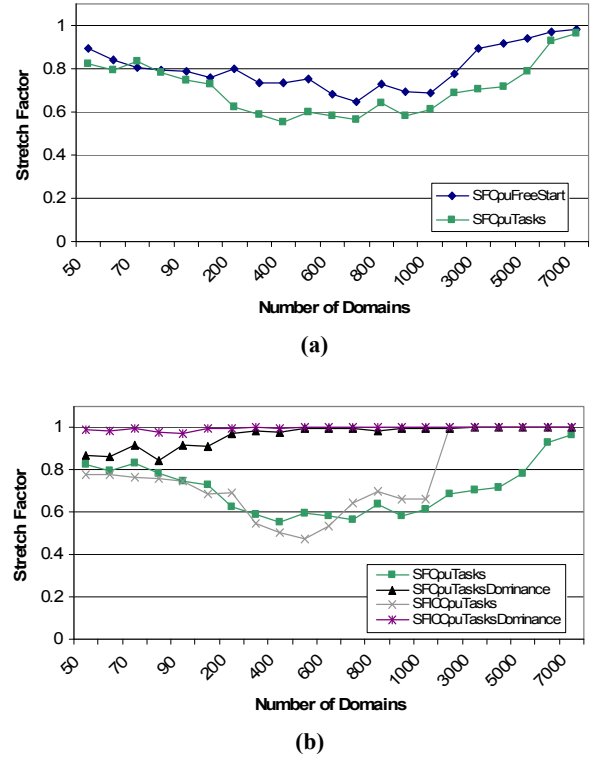 1
0.8
0.6
0.4
0.2
0
Stretch Factor
SFCpuFreeStart
SFCpuTasks
50 70 90 200 400 600 800 1000 3000 5000 7000
Number of Domains
(a)
1
0.8
0.6
0.4
0.2
0
Stretch Factor
SFCpuTasks
SFCpuTasksDominance
SFIOCpuTasks
SFIOCpuTasksDominance
50 70 90 200 400 600 800 1000 3000 5000 7000
Number of Domains
(b)